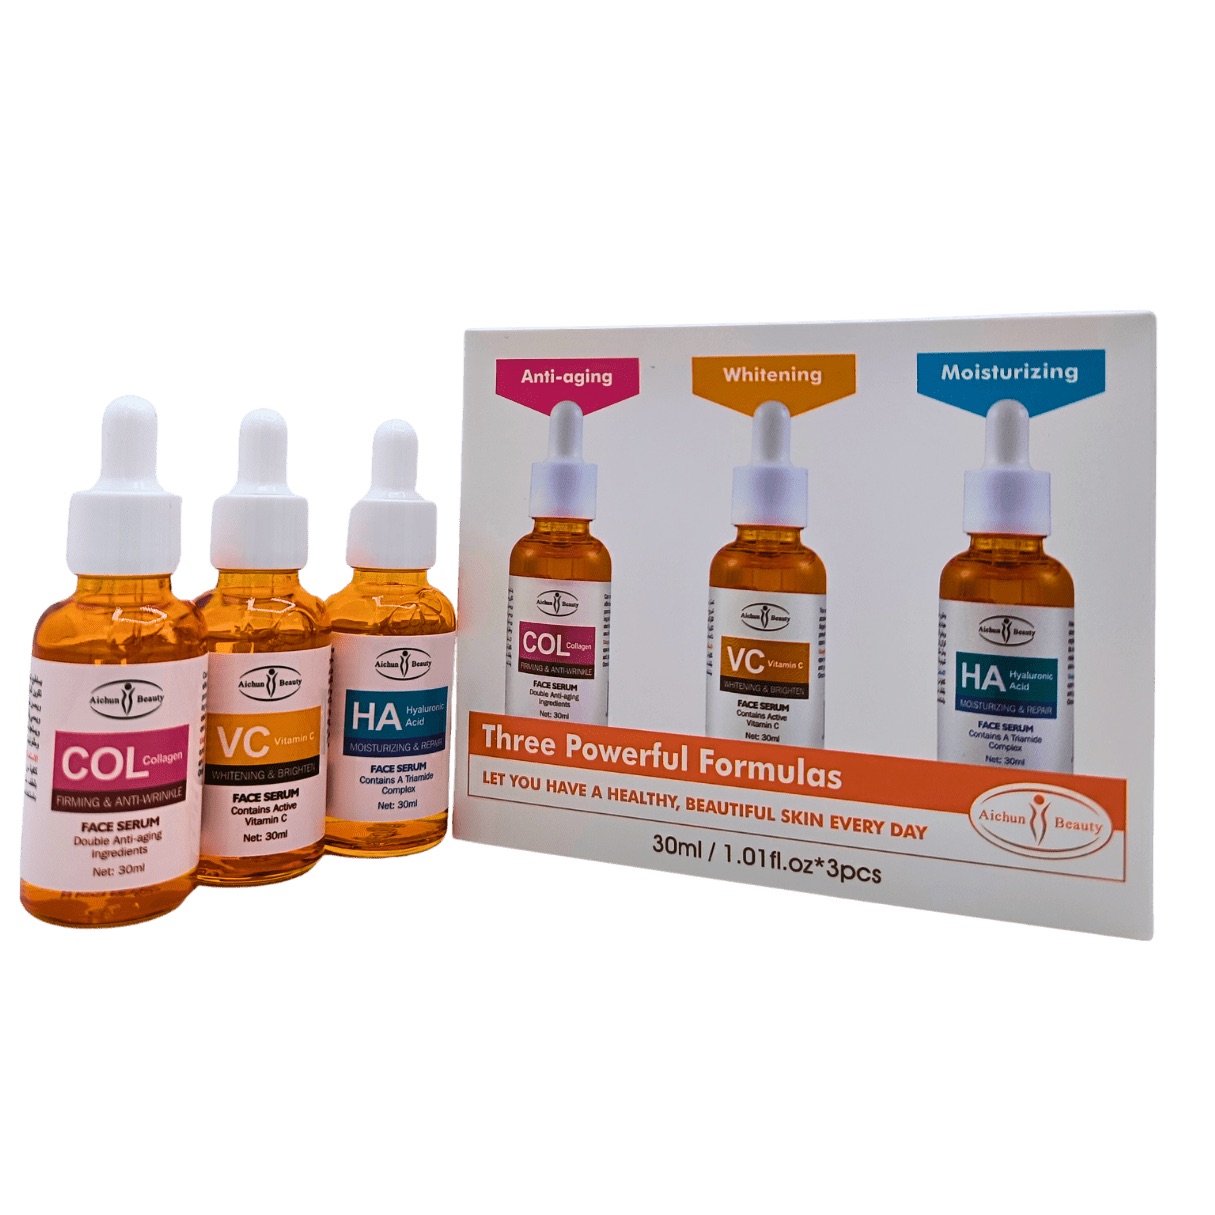 Aichun Beauty
COL Collagen
FIRMING & ANTI-WRINKLE
FACE SERUM
Double Anti-aging
Ingredients
Net: 30ml
Aichun Beauty
VC Vitamin C
WHITENING & BRIGHTEN
FACE SERUM
Contains Active
Vitamin C
Net: 30ml
Aichun Beauty
HA Hyaluronic
Acid
MOISTURIZING & REPAIR
FACE SERUM
Contains A Triamide
Complex
Net: 30ml
Anti-aging
Whitening
Moisturizing
Aichun Beauty
COL Collagen
FIRMING & ANTI-WRINKLE
FACE SERUM
Double Anti-aging
Ingredients
Net: 30ml
Aichun Beauty
VC Vitamin C
WHITENING & BRIGHTEN
FACE SERUM
Contains Active
Vitamin C
Net: 30ml
Aichun Beauty
HA Hyaluronic
Acid
MOISTURIZING & REPAIR
FACE SERUM
Contains A Triamide
Complex
Net: 30ml
Three Powerful Formulas
LET YOU HAVE A HEALTHY, BEAUTIFUL SKIN EVERY DAY
Aichun Beauty
30ml / 1.01fl.oz*3pcs